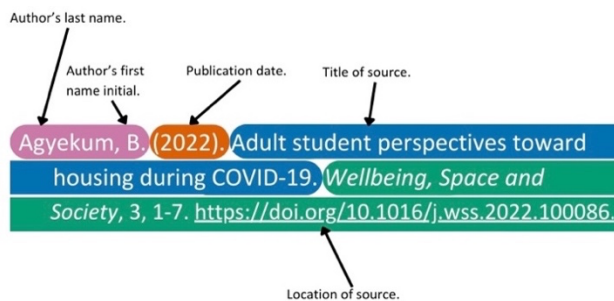 Author's last name.
Author's first
name initial.
Publication date.
Title of source.
Agyekum, B. (2022). Adult student perspectives toward
housing during COVID-19. Wellbeing, Space and
Society, 3, 1-7. https://doi.org/10.1016/j.wss.2022.100086.
Location of source.